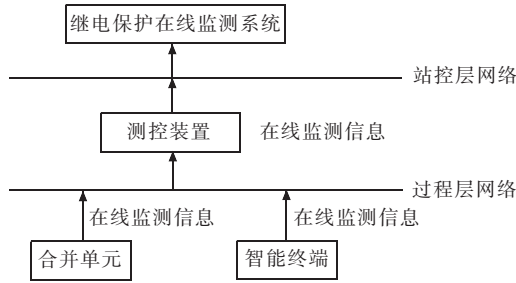 继电保护在线监测系统
站控层网络
测控装置
在线监测信息
过程层网络
在线监测信息
在线监测信息
合并单元
智能终端